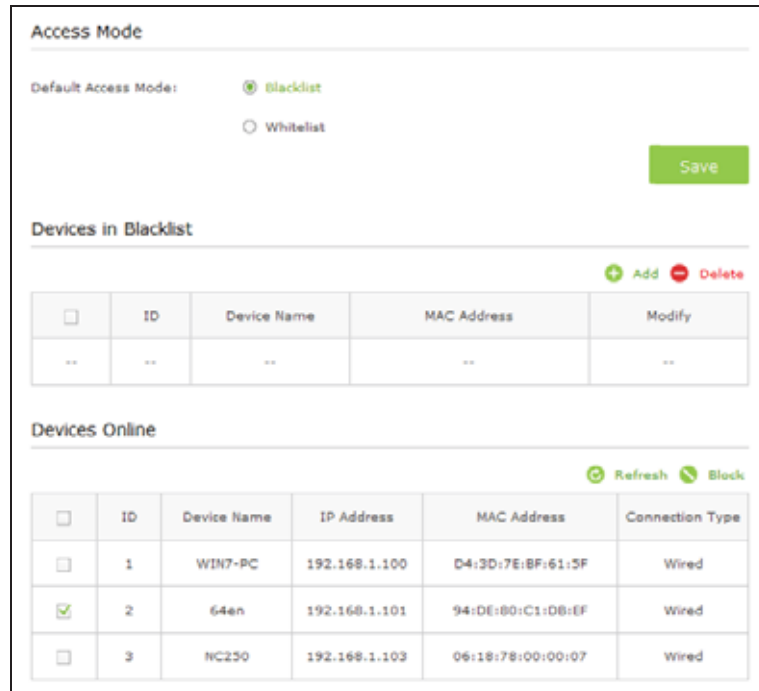 Access Mode
Default Access Mode: Blacklist
Whitelist
Save
Devices in Blacklist
Add Delete
ID Device Name MAC Address Modify
-- -- -- -- --
Devices Online
Refresh Block
ID Device Name IP Address MAC Address Connection Type
1 WIN7-PC 192.168.1.100 D4:3D:7E:BF:61:5F Wired
2 64en 192.168.1.101 94:DE:80:C1:DB:EF Wired
3 NC250 192.168.1.103 06:18:78:00:00:07 Wired